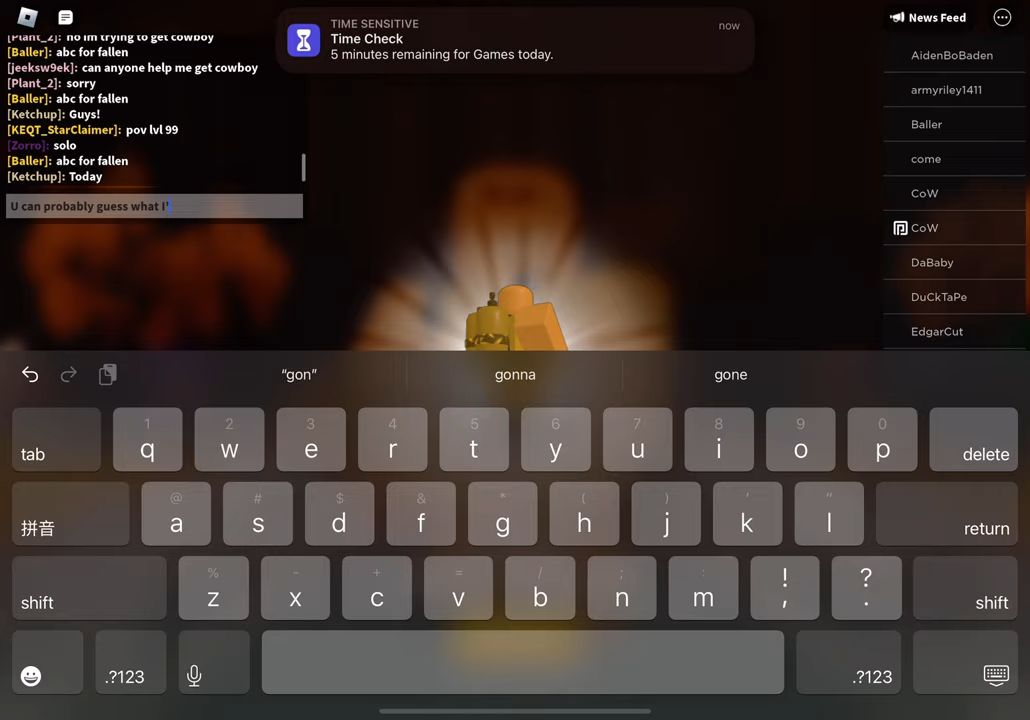 TIME SENSITIVE
now
Time Check
5 minutes remaining for Games today.
News Feed
[Plant_2]: no im trying to get cowboy
[Baller]: abc for fallen
[jeeksw9ek]: can anyone help me get cowboy
[Plant_2]: sorry
[Baller]: abc for fallen
[Ketchup]: Guys!
[KEQT_StarClaimer]: pov lvl 99
[Zorro]: solo
[Baller]: abc for fallen
[Ketchup]: Today
U can probably guess what I'
AidenBoBaden
armyriley1411
Baller
come
CoW
CoW
DaBaby
DuCkTaPe
EdgarCut
“gon” gonna gone
1 2 3 4 5 6 7 8 9 0
tab q w e r t y u i o p delete
@ # $ & * ( ) ’ ”
拼音 a s d f g h j k l return
% - + = / ; :
shift z x c v b n m ! , ? . shift
.?123 .?123